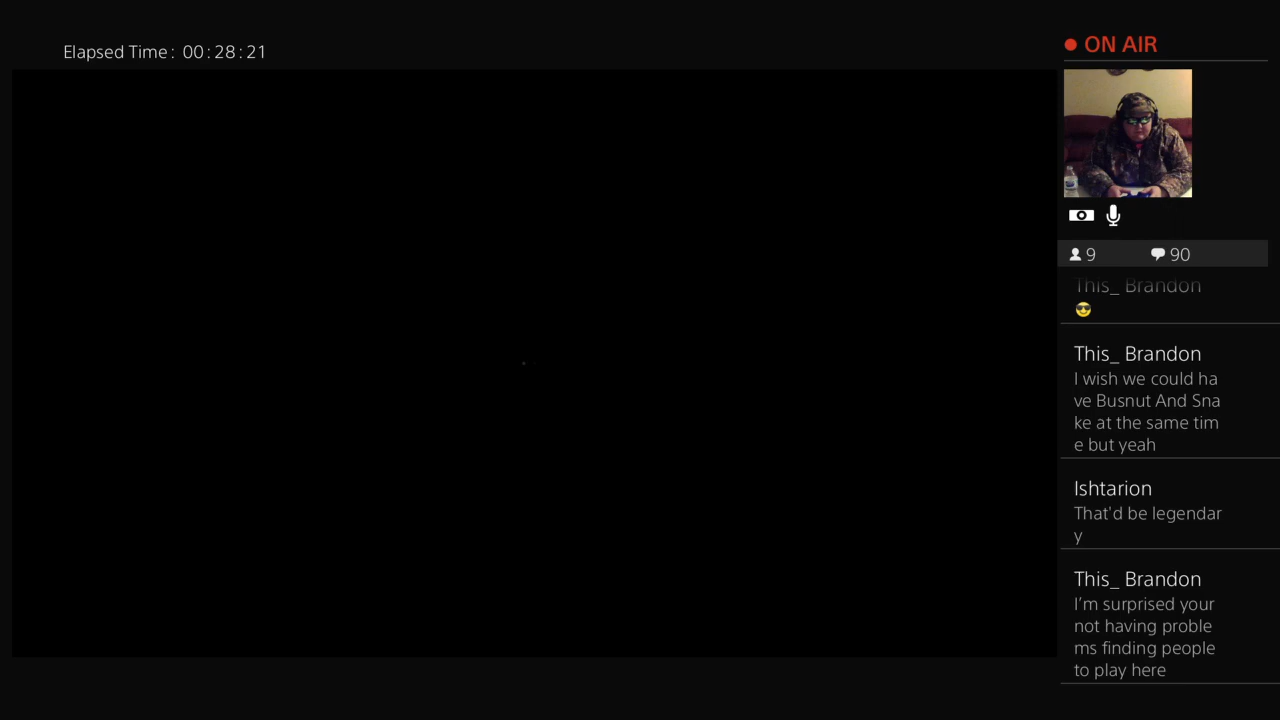 Elapsed Time: 00:28:21
ON AIR
9 90
This_ Brandon
😎
This_ Brandon
I wish we could ha
ve Busnut And Sna
ke at the same tim
e but yeah
Ishtarion
That'd be legendar
y
This_ Brandon
I'm surprised your
not having proble
ms finding people
to play here